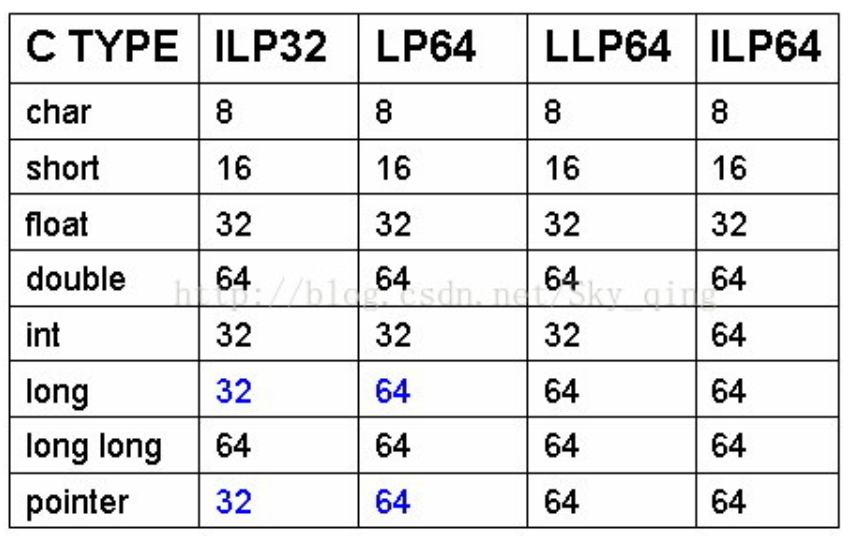 C TYPE ILP32 LP64 LLP64 ILP64
char 8 8 8 8
short 16 16 16 16
float 32 32 32 32
double 64 64 64 64
http://blog.csdn.net/Sky_qing
int 32 32 32 64
long 32 64 64 64
long long 64 64 64 64
pointer 32 64 64 64